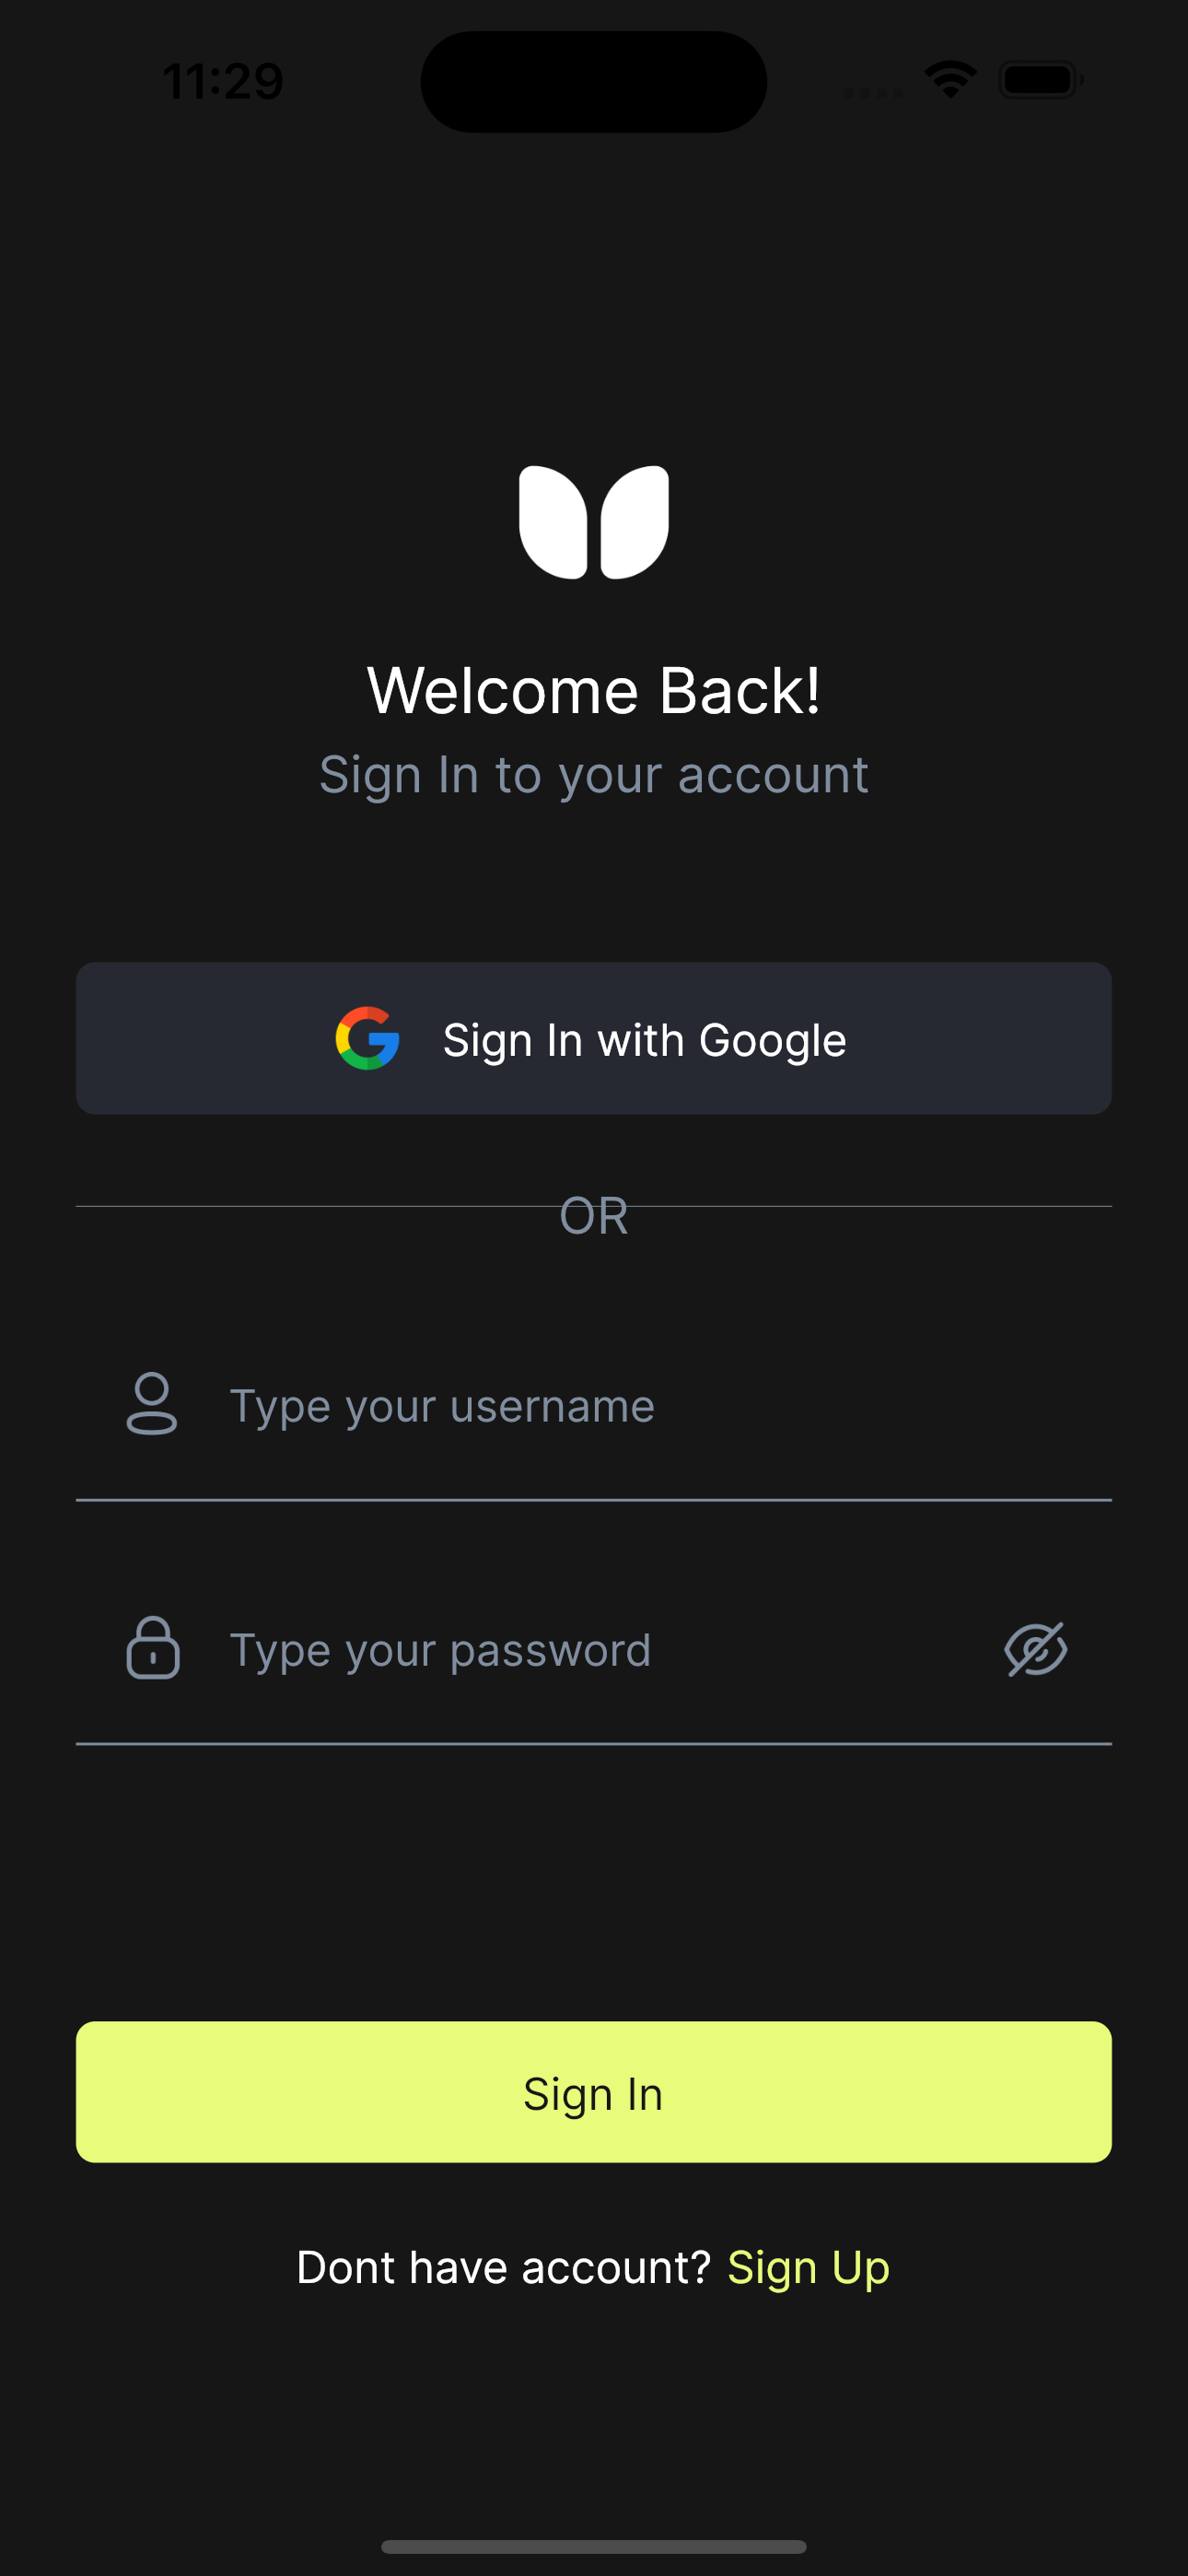 11:29
Welcome Back!
Sign In to your account
Sign In with Google
OR
Type your username
Type your password
Sign In
Dont have account? Sign Up